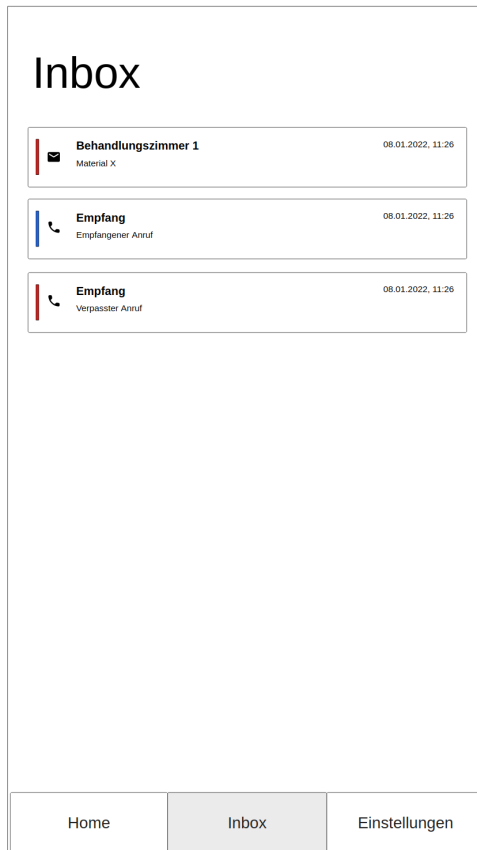 Inbox
Behandlungszimmer 1
08.01.2022, 11:26
Material X
Empfang
08.01.2022, 11:26
Empfangener Anruf
Empfang
08.01.2022, 11:26
Verpasster Anruf
Home
Inbox
Einstellungen